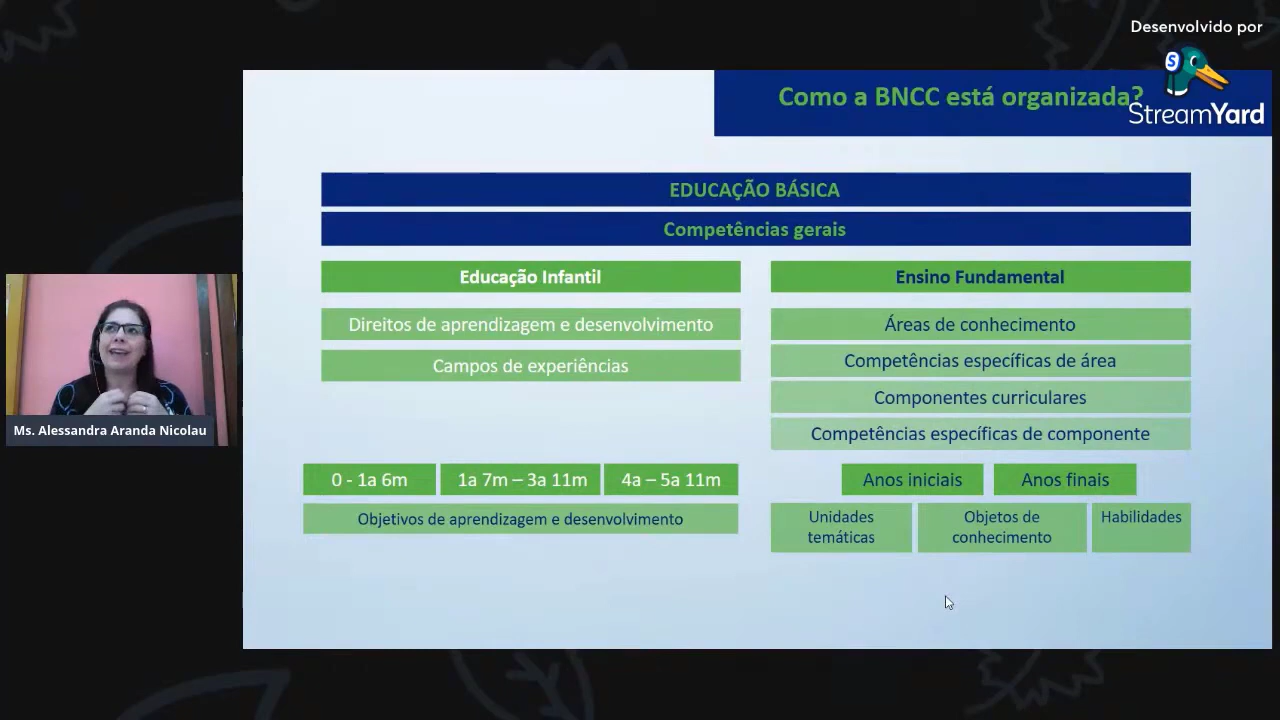 Desenvolvido por
StreamYard
Como a BNCC está organizada?
EDUCAÇÃO BÁSICA
Competências gerais
Educação Infantil
Direitos de aprendizagem e desenvolvimento
Campos de experiências
0 - 1a 6m
1a 7m – 3a 11m
4a – 5a 11m
Objetivos de aprendizagem e desenvolvimento
Ensino Fundamental
Áreas de conhecimento
Competências específicas de área
Componentes curriculares
Competências específicas de componente
Anos iniciais
Anos finais
Unidades
temáticas
Objetos de
conhecimento
Habilidades
Ms. Alessandra Aranda Nicolau